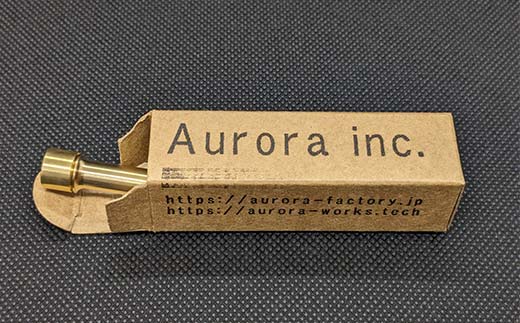 Aurora inc.
https://aurora-factory.jp
https://aurora-works.tech